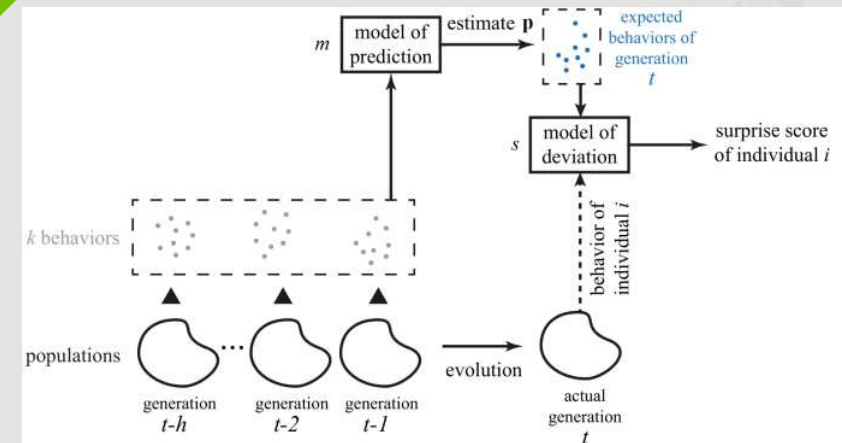 m
model of
prediction
estimate p
expected
behaviors of
generation
t
s
model of
deviation
surprise score
of individual i
k behaviors
behavior of
individual i
populations
...
evolution
generation
t-h
generation
t-2
generation
t-1
actual
generation
t